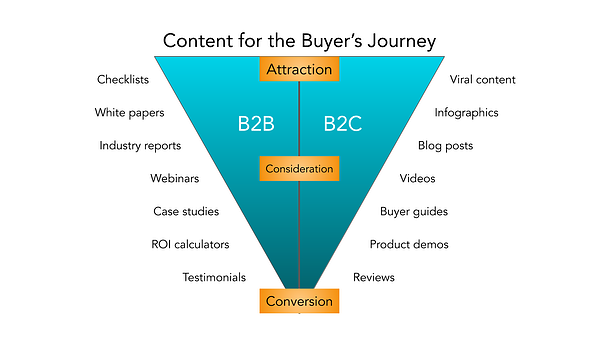 Content for the Buyer's Journey
Attraction
Checklists
Viral content
White papers
Infographics
B2B
B2C
Industry reports
Blog posts
Consideration
Webinars
Videos
Case studies
Buyer guides
ROI calculators
Product demos
Testimonials
Reviews
Conversion